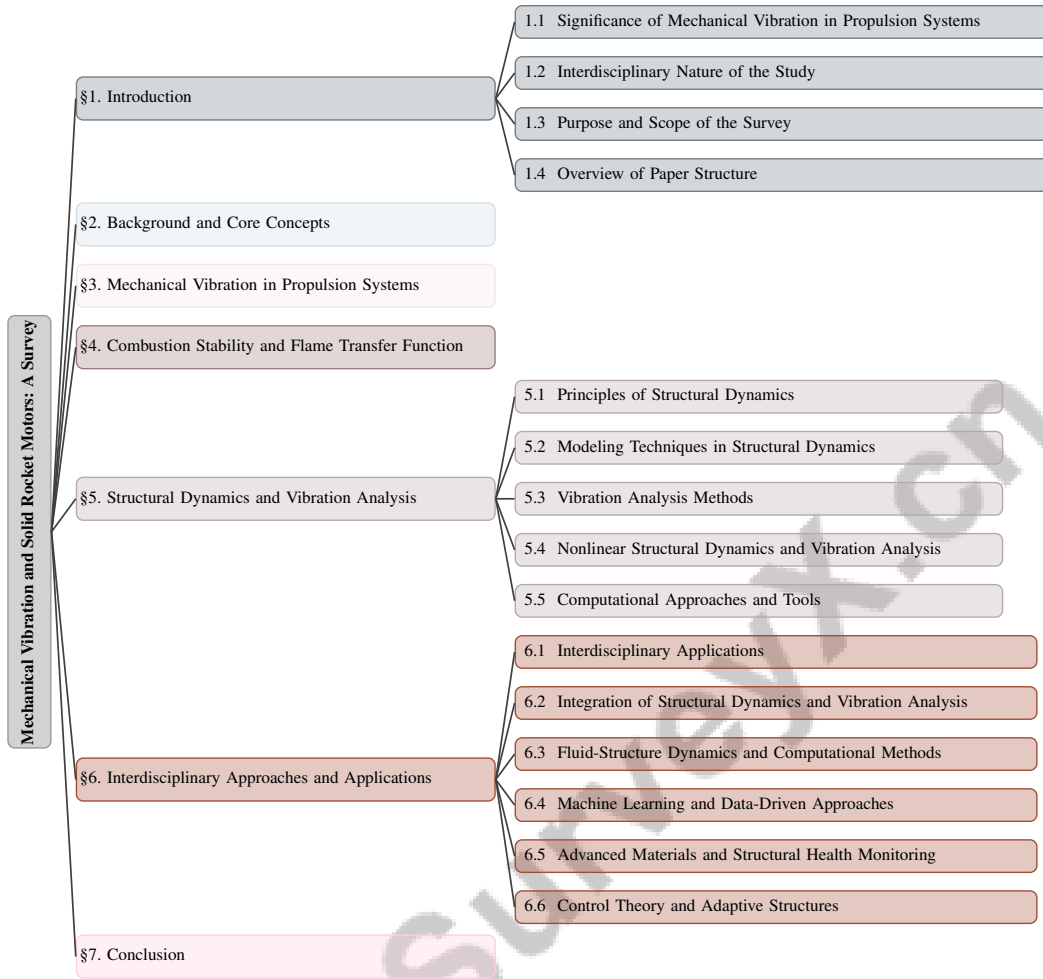 Mechanical Vibration and Solid Rocket Motors: A Survey
§1. Introduction
1.1 Significance of Mechanical Vibration in Propulsion Systems
1.2 Interdisciplinary Nature of the Study
1.3 Purpose and Scope of the Survey
1.4 Overview of Paper Structure
§2. Background and Core Concepts
§3. Mechanical Vibration in Propulsion Systems
§4. Combustion Stability and Flame Transfer Function
§5. Structural Dynamics and Vibration Analysis
5.1 Principles of Structural Dynamics
5.2 Modeling Techniques in Structural Dynamics
5.3 Vibration Analysis Methods
5.4 Nonlinear Structural Dynamics and Vibration Analysis
5.5 Computational Approaches and Tools
§6. Interdisciplinary Approaches and Applications
6.1 Interdisciplinary Applications
6.2 Integration of Structural Dynamics and Vibration Analysis
6.3 Fluid-Structure Dynamics and Computational Methods
6.4 Machine Learning and Data-Driven Approaches
6.5 Advanced Materials and Structural Health Monitoring
6.6 Control Theory and Adaptive Structures
§7. Conclusion
Surveyx.cn